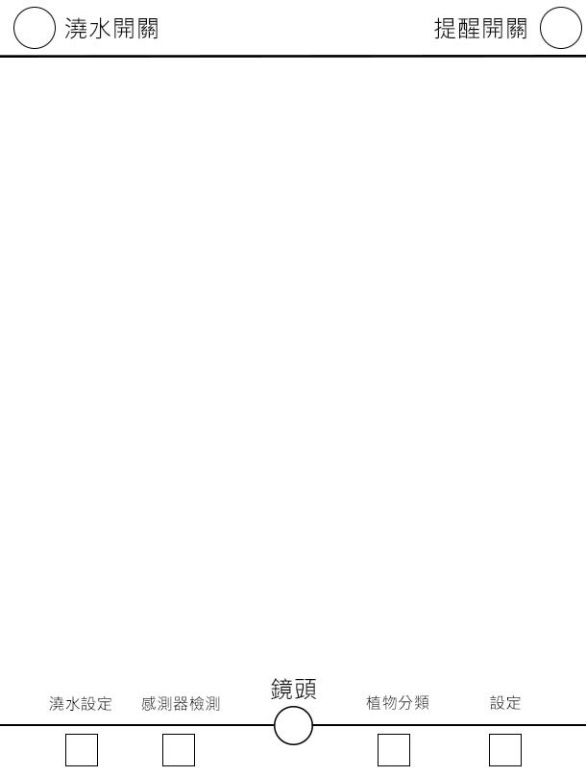 澆水開關
提醒開關
鏡頭
澆水設定
感測器檢測
植物分類
設定